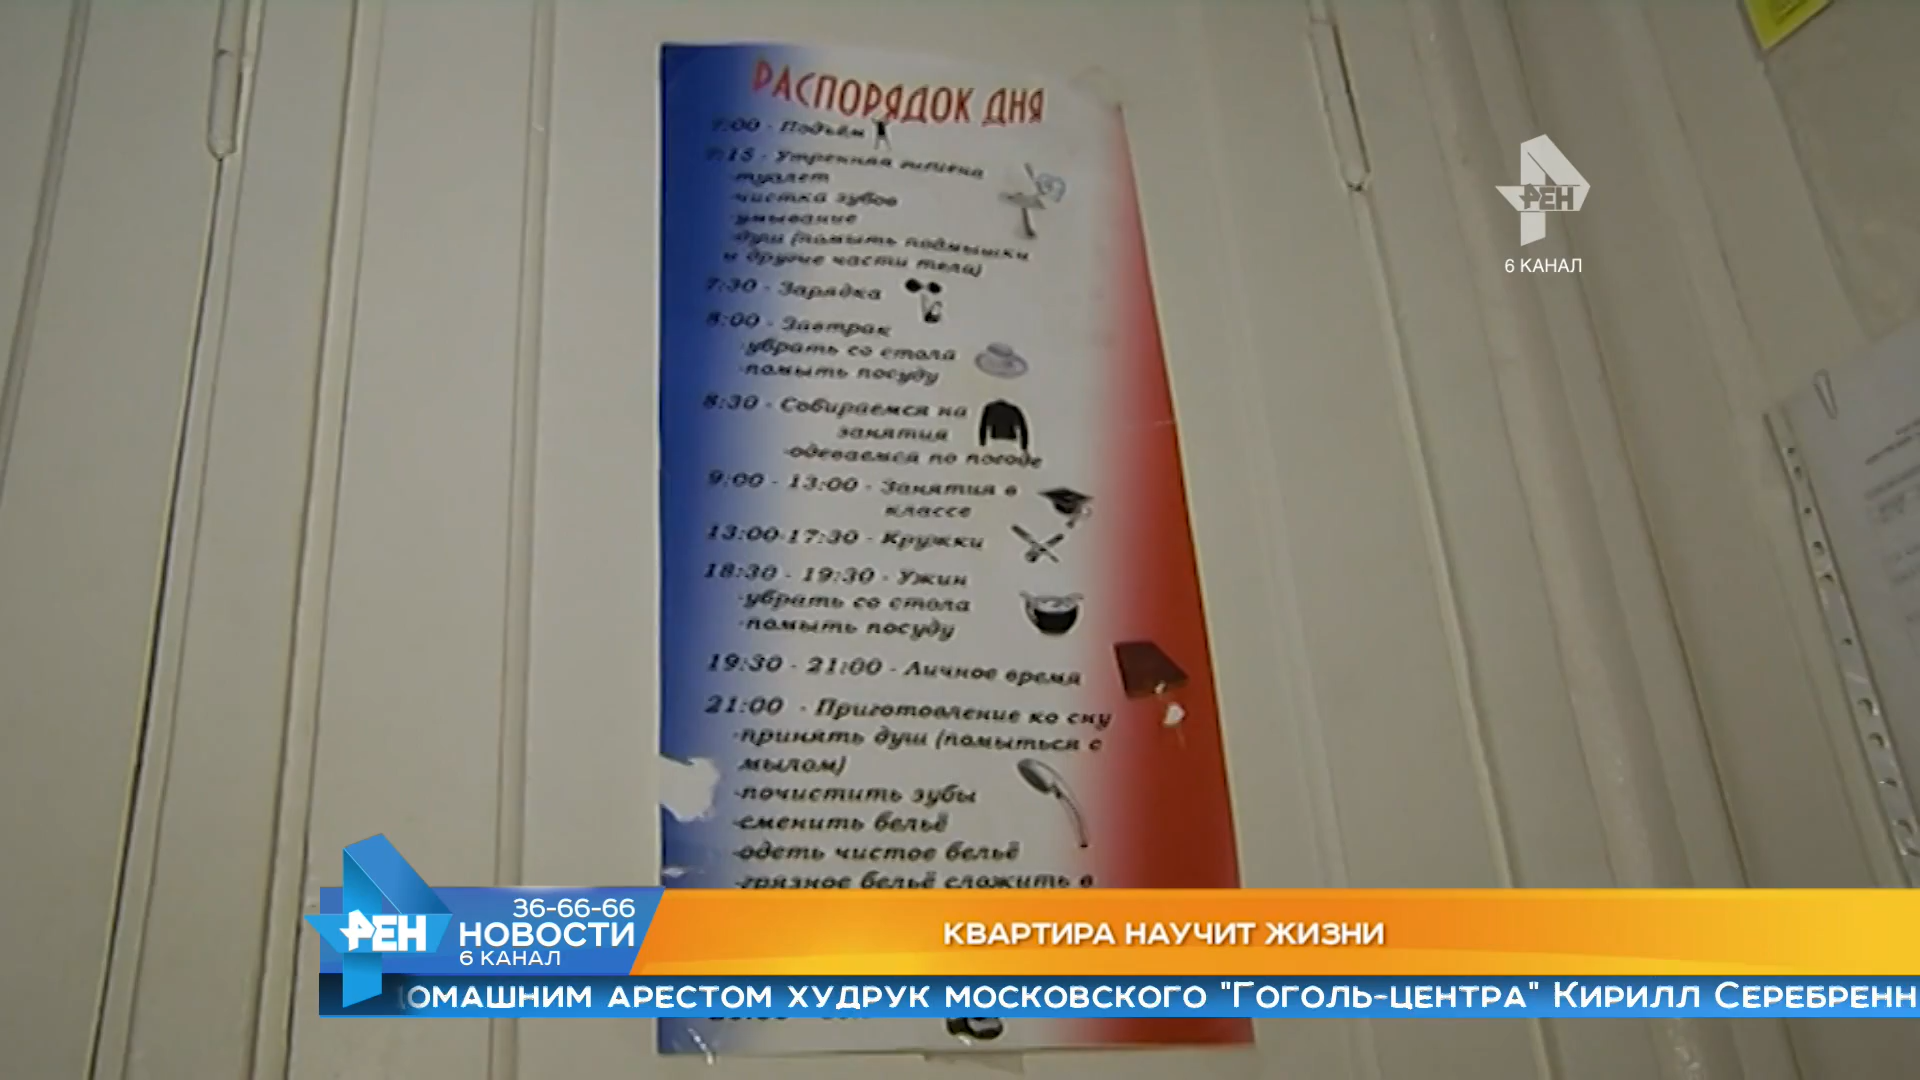 РАСПОРЯДОК ДНЯ
7:00 - Подъём
7:15 - Утренняя гигиена
-туалет
-чистка зубов
-умывание
-душ (помыть подмышки
и другие части тела)
7:30 - Зарядка
8:00 - Завтрак
-убрать со стола
-помыть посуду
8:30 - Собираемся на
занятия
-одеваемся по погоде
9:00 - 13:00 - Занятия в
классе
13:00-17:30 - Кружки
18:30 - 19:30 - Ужин
-убрать со стола
-помыть посуду
19:30 - 21:00 - Личное время
21:00 - Приготовление ко сну
-принять душ (помыться с
мылом)
-почистить зубы
-сменить бельё
-одеть чистое бельё
-грязное бельё сложить в
РЕН
6 КАНАЛ
36-66-66
РЕН НОВОСТИ
6 КАНАЛ
КВАРТИРА НАУЧИТ ЖИЗНИ
ДОМАШНИМ АРЕСТОМ ХУДРУК МОСКОВСКОГО "ГОГОЛЬ-ЦЕНТРА" КИРИЛЛ СЕРЕБРЕНН